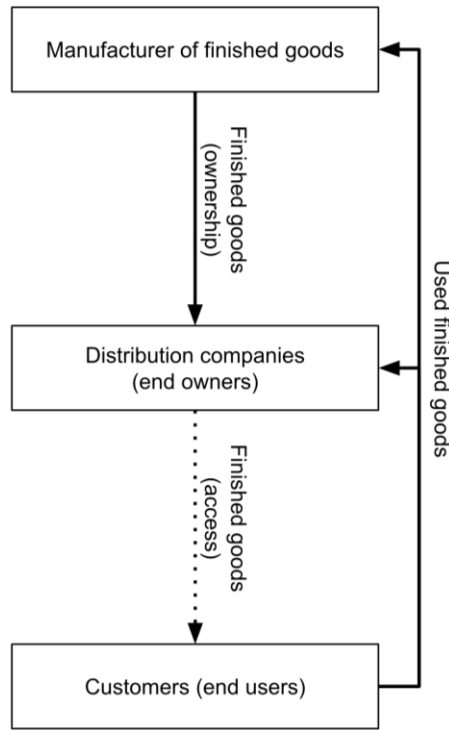 Manufacturer of finished goods
Finished goods
(ownership)
Used finished goods
Distribution companies
(end owners)
Finished goods
(access)
Customers (end users)